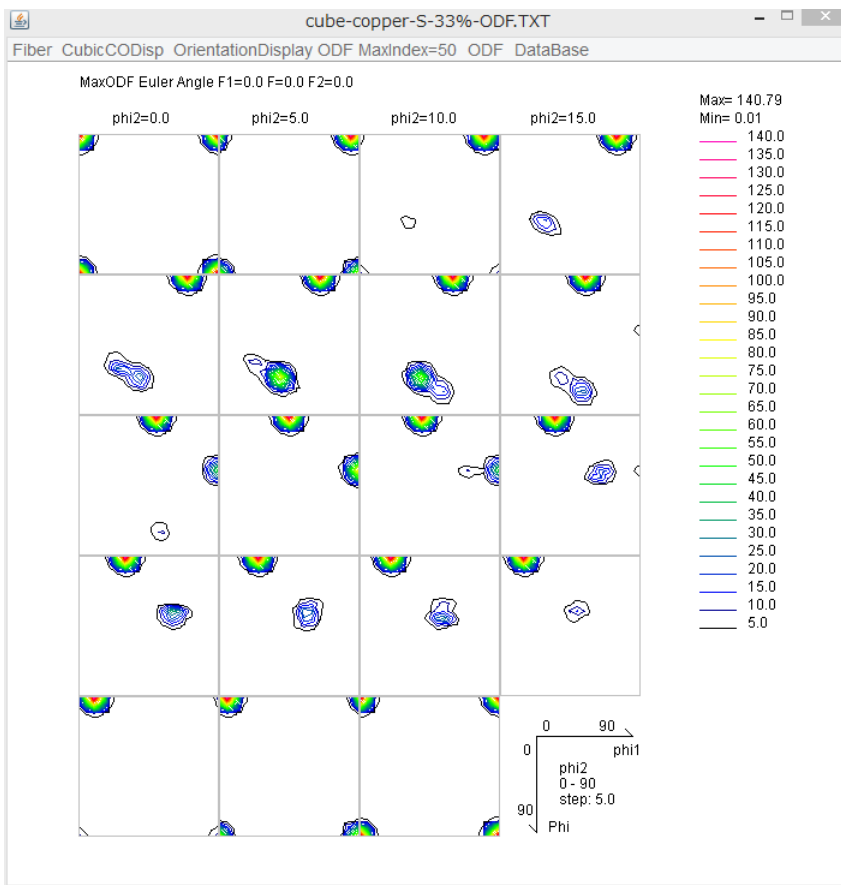 cube-copper-S-33%-ODF.TXT
Fiber CubicCODisp OrientationDisplay ODF MaxIndex=50 ODF DataBase
MaxODF Euler Angle F1=0.0 F=0.0 F2=0.0
phi2=0.0 phi2=5.0 phi2=10.0 phi2=15.0
Max= 140.79
Min= 0.01
140.0
135.0
130.0
125.0
120.0
115.0
110.0
105.0
100.0
95.0
90.0
85.0
80.0
75.0
70.0
65.0
60.0
55.0
50.0
45.0
40.0
35.0
30.0
25.0
20.0
15.0
10.0
5.0
0 90
0 phi1
phi2
0 - 90
step: 5.0
90
Phi